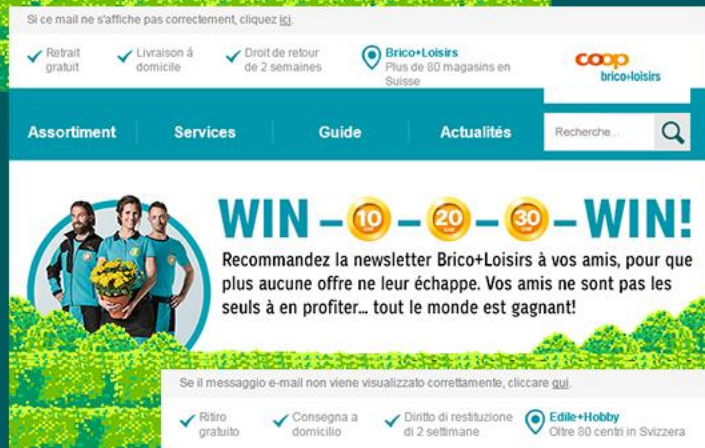 Si ce mail ne s'affiche pas correctement, cliquez ici.
Retrait gratuit
Livraison à domicile
Droit de retour de 2 semaines
Brico+Loisirs
Plus de 80 magasins en Suisse
coop
brico+loisirs
Assortiment Services Guide Actualités Recherche...
WIN – 10 CHF – 20 CHF – 30 CHF – WIN!
Recommandez la newsletter Brico+Loisirs à vos amis, pour que
plus aucune offre ne leur échappe. Vos amis ne sont pas les
seuls à en profiter... tout le monde est gagnant!
Se il messaggio e-mail non viene visualizzato correttamente, cliccare qui.
Ritiro gratuito
Consegna a domicilio
Diritto di restituzione di 2 settimane
Edile+Hobby
Oltre 80 centri in Svizzera